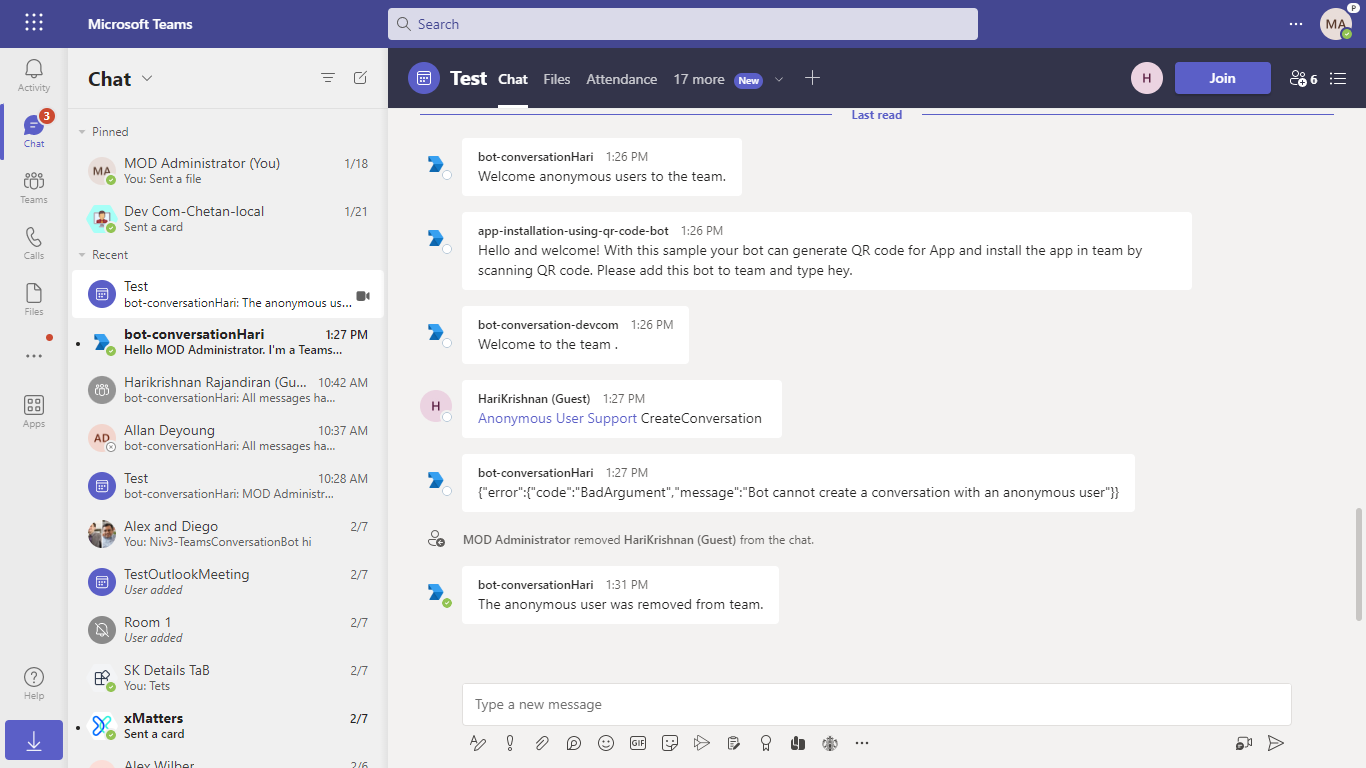 Microsoft Teams
Search
P
MA
Activity
3
Chat
Teams
Calls
Files
Apps
Help
Chat
Pinned
MA
MOD Administrator (You)
1/18
You: Sent a file
Dev Com-Chetan-local
1/21
Sent a card
Recent
Test
bot-conversationHari: The anonymous us...
bot-conversationHari
1:27 PM
Hello MOD Administrator. I'm a Teams...
Harikrishnan Rajandiran (Gu...
10:42 AM
bot-conversationHari: All messages ha...
AD
Allan Deyoung
10:37 AM
bot-conversationHari: All messages ha...
Test
10:28 AM
bot-conversationHari: MOD Administr...
Alex and Diego
2/7
You: Niv3-TeamsConversationBot hi
TestOutlookMeeting
2/7
User added
Room 1
2/7
User added
SK Details TaB
2/7
You: Tets
xMatters
2/7
Sent a card
Alex Wilber
2/6
Test
Chat
Files
Attendance
17 more
New
H
Join
6
Last read
bot-conversationHari 1:26 PM
Welcome anonymous users to the team.
app-installation-using-qr-code-bot 1:26 PM
Hello and welcome! With this sample your bot can generate QR code for App and install the app in team by
scanning QR code. Please add this bot to team and type hey.
bot-conversation-devcom 1:26 PM
Welcome to the team .
H
HariKrishnan (Guest) 1:27 PM
Anonymous User Support CreateConversation
bot-conversationHari 1:27 PM
{"error":{"code":"BadArgument","message":"Bot cannot create a conversation with an anonymous user"}}
MOD Administrator removed HariKrishnan (Guest) from the chat.
bot-conversationHari 1:31 PM
The anonymous user was removed from team.
Type a new message
GIF